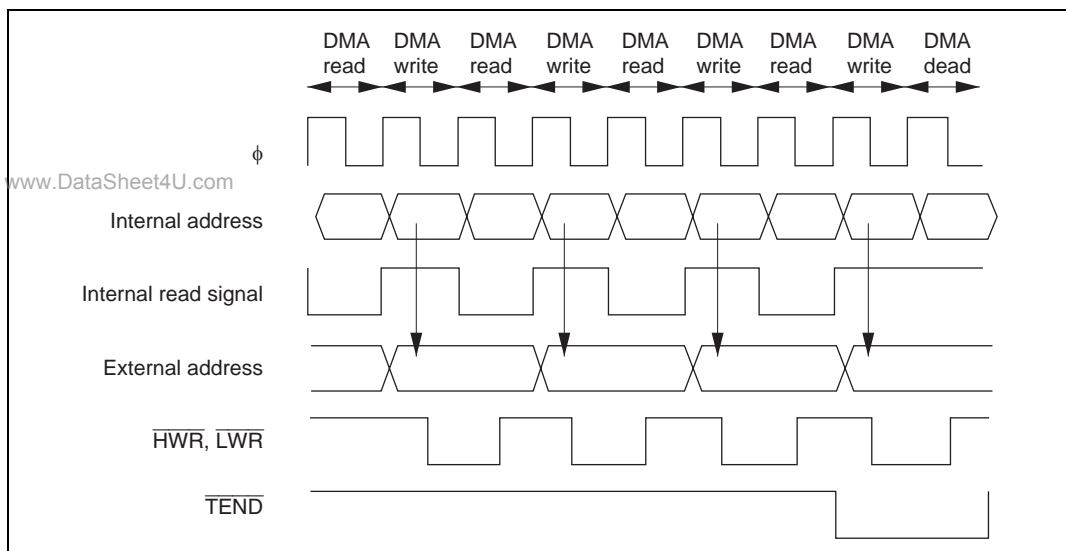 DMA read DMA write DMA read DMA write DMA read DMA write DMA read DMA write DMA dead
ϕ
www.DataSheet4U.com
Internal address
Internal read signal
External address
HWR, LWR
TEND